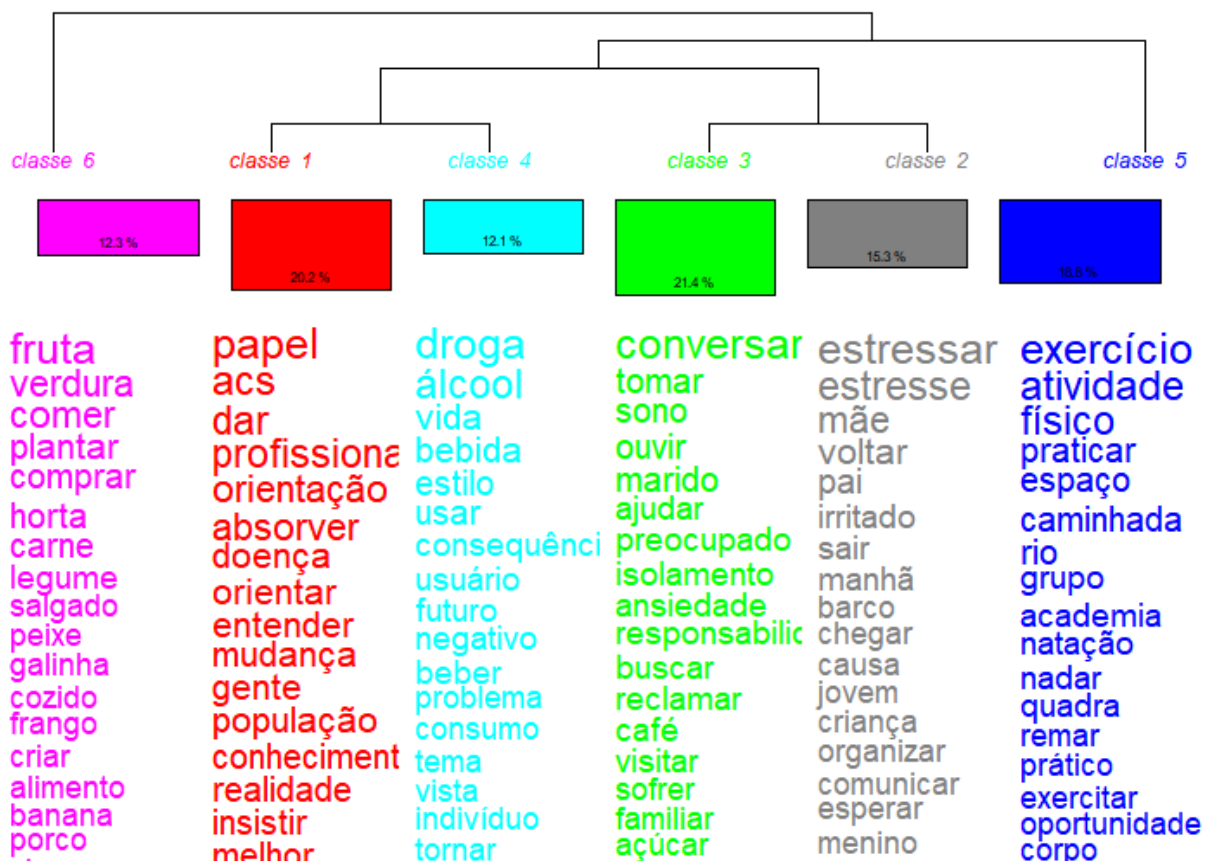 classe 6
classe 1
classe 4
classe 3
classe 2
classe 5
12.3 %
20.2 %
12.1 %
21.4 %
15.3 %
18.6 %
fruta
verdura
comer
plantar
comprar
horta
carne
legume
salgado
peixe
galinha
cozido
frango
criar
alimento
banana
porco
papel
acs
dar
profissiona
orientação
absorver
doença
orientar
entender
mudança
gente
população
conheciment
realidade
insistir
melhor
droga
álcool
vida
bebida
estilo
usar
consequênci
usuário
futuro
negativo
beber
problema
consumo
tema
vista
indivíduo
tornar
conversar
tomar
sono
ouvir
marido
ajudar
preocupado
isolamento
ansiedade
responsabilic
buscar
reclamar
café
visitar
sofrer
familiar
açúcar
estressar
estresse
mãe
voltar
pai
irritado
sair
manhã
barco
chegar
causa
jovem
criança
organizar
comunicar
esperar
menino
exercício
atividade
físico
praticar
espaço
caminhada
rio
grupo
academia
natação
nadar
quadra
remar
prático
exercitar
oportunidade
corpo